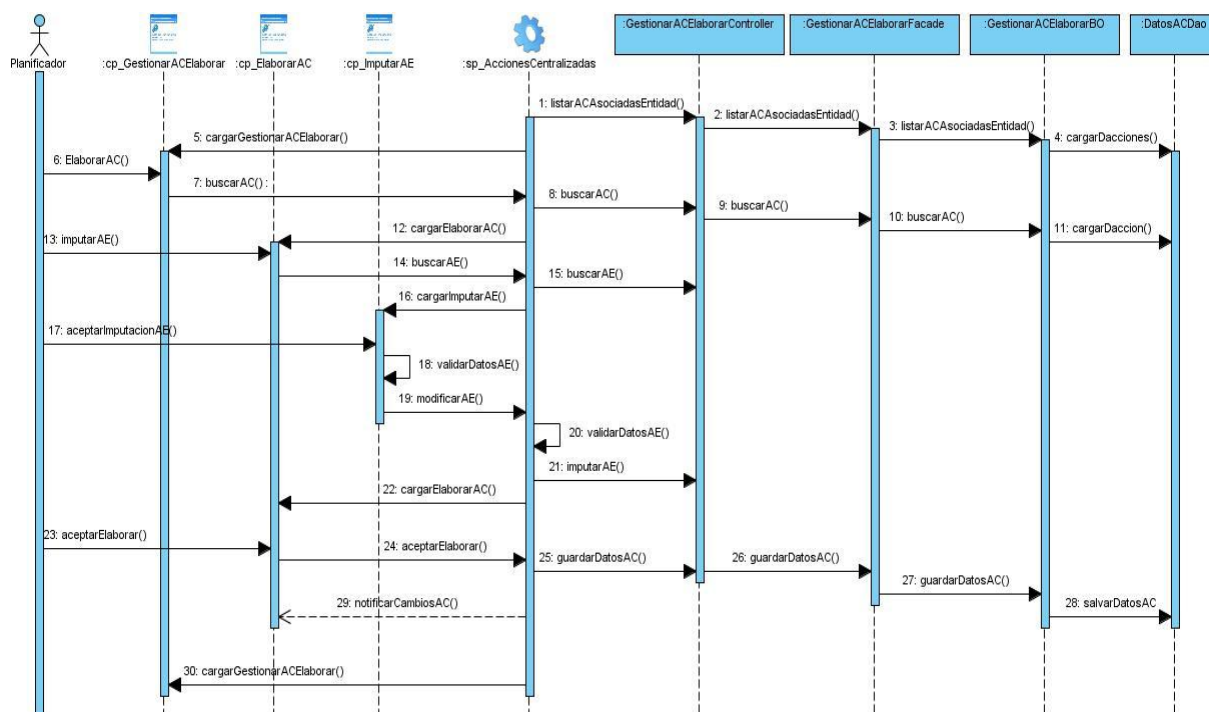 :GestionarACElaborarController
:GestionarACElaborarFacade
:GestionarACElaborarBO
:DatosACDao
Planificador
:cp_GestionarACElaborar
:cp_ElaborarAC
:cp_ImputarAE
:sp_AccionesCentralizadas
1: listarACAsociadasEntidad()
2: listarACAsociadasEntidad()
3: listarACAsociadasEntidad()
4: cargarDacciones()
5: cargarGestionarACElaborar()
6: ElaborarAC()
7: buscarAC() :
8: buscarAC()
9: buscarAC()
10: buscarAC()
11: cargarDaccion()
12: cargarElaborarAC()
13: imputarAE()
14: buscarAE()
15: buscarAE()
16: cargarImputarAE()
17: aceptarImputacionAE()
18: validarDatosAE()
19: modificarAE()
20: validarDatosAE()
21: imputarAE()
22: cargarElaborarAC()
23: aceptarElaborar()
24: aceptarElaborar()
25: guardarDatosAC()
26: guardarDatosAC()
27: guardarDatosAC()
28: salvarDatosAC
29: notificarCambiosAC()
30: cargarGestionarACElaborar()